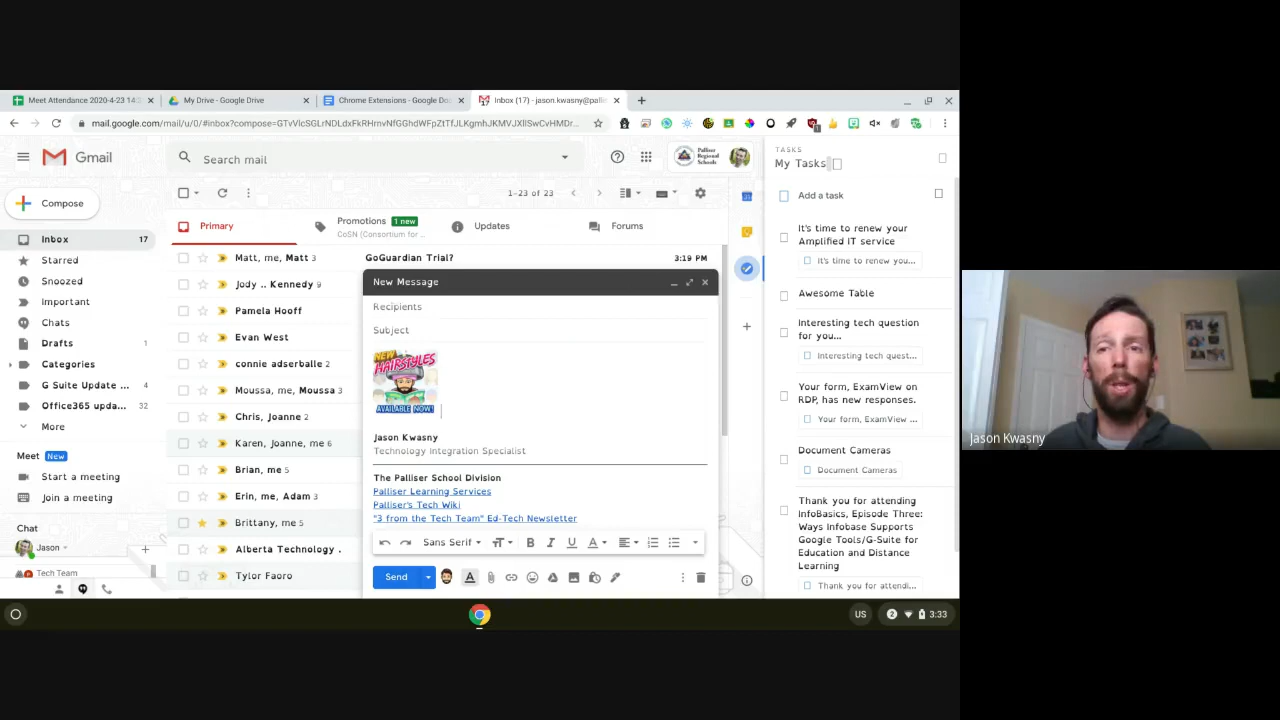 Meet Attendance 2020-4-23 14:
My Drive - Google Drive
Chrome Extensions - Google Do
Inbox (17) - jason.kwasny@palli
mail.google.com/mail/u/0/#inbox?compose=GTvVlcSGLrNDLdxFkRHrnvNfGGhdWFpZtTfJLKgmhJKMVJXllSwCvHMDr...
Gmail
Search mail
Palliser
Regional
Schools
Compose
1-23 of 23
Inbox 17
Starred
Snoozed
Important
Chats
Drafts 1
Categories
G Suite Update ... 4
Office365 upda... 32
More
Meet New
Start a meeting
Join a meeting
Chat
Jason
Tech Team
Primary
Promotions 1 new
CoSN (Consortium for ...
Updates
Forums
Matt, me, Matt 3
GoGuardian Trial?
3:19 PM
Jody .. Kennedy 9
Pamela Hooff
Evan West
connie adserballe 2
Moussa, me, Moussa 3
Chris, Joanne 2
Karen, Joanne, me 6
Brian, me 5
Erin, me, Adam 3
Brittany, me 5
Alberta Technology .
Tylor Faoro
New Message
Recipients
Subject
NEW
HAIRSTYLES
AVAILABLE NOW!
Jason Kwasny
Technology Integration Specialist
The Palliser School Division
Palliser Learning Services
Palliser's Tech Wiki
"3 from the Tech Team" Ed-Tech Newsletter
Sans Serif
Send
TASKS
My Tasks
Add a task
It's time to renew your
Amplified IT service
It's time to renew you...
Awesome Table
Interesting tech question
for you...
Interesting tech quest...
Your form, ExamView on
RDP, has new responses.
Your form, ExamView ...
Document Cameras
Document Cameras
Thank you for attending
InfoBasics, Episode Three:
Ways Infobase Supports
Google Tools/G-Suite for
Education and Distance
Learning
Thank you for attendi...
US
2
3:33
Jason Kwasny